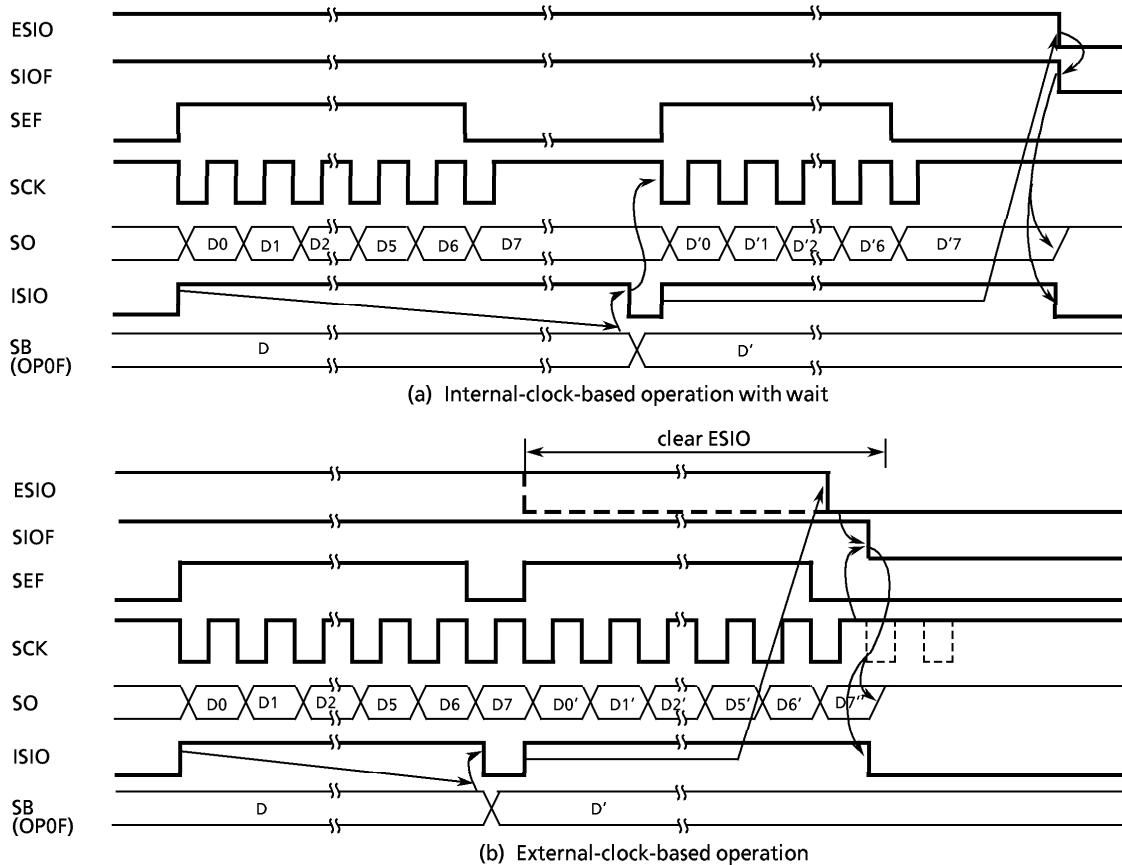 ESIO
SIOF
SEF
SCK
SO D0 D1 D2 D5 D6 D7 D'0 D'1 D'2 D'6 D'7
ISIO
SB D D'
(OP0F)
(a) Internal-clock-based operation with wait
clear ESIO
ESIO
SIOF
SEF
SCK
SO D0 D1 D2 D5 D6 D7 D0' D1' D2' D5' D6' D7'
ISIO
SB D D'
(OP0F)
(b) External-clock-based operation